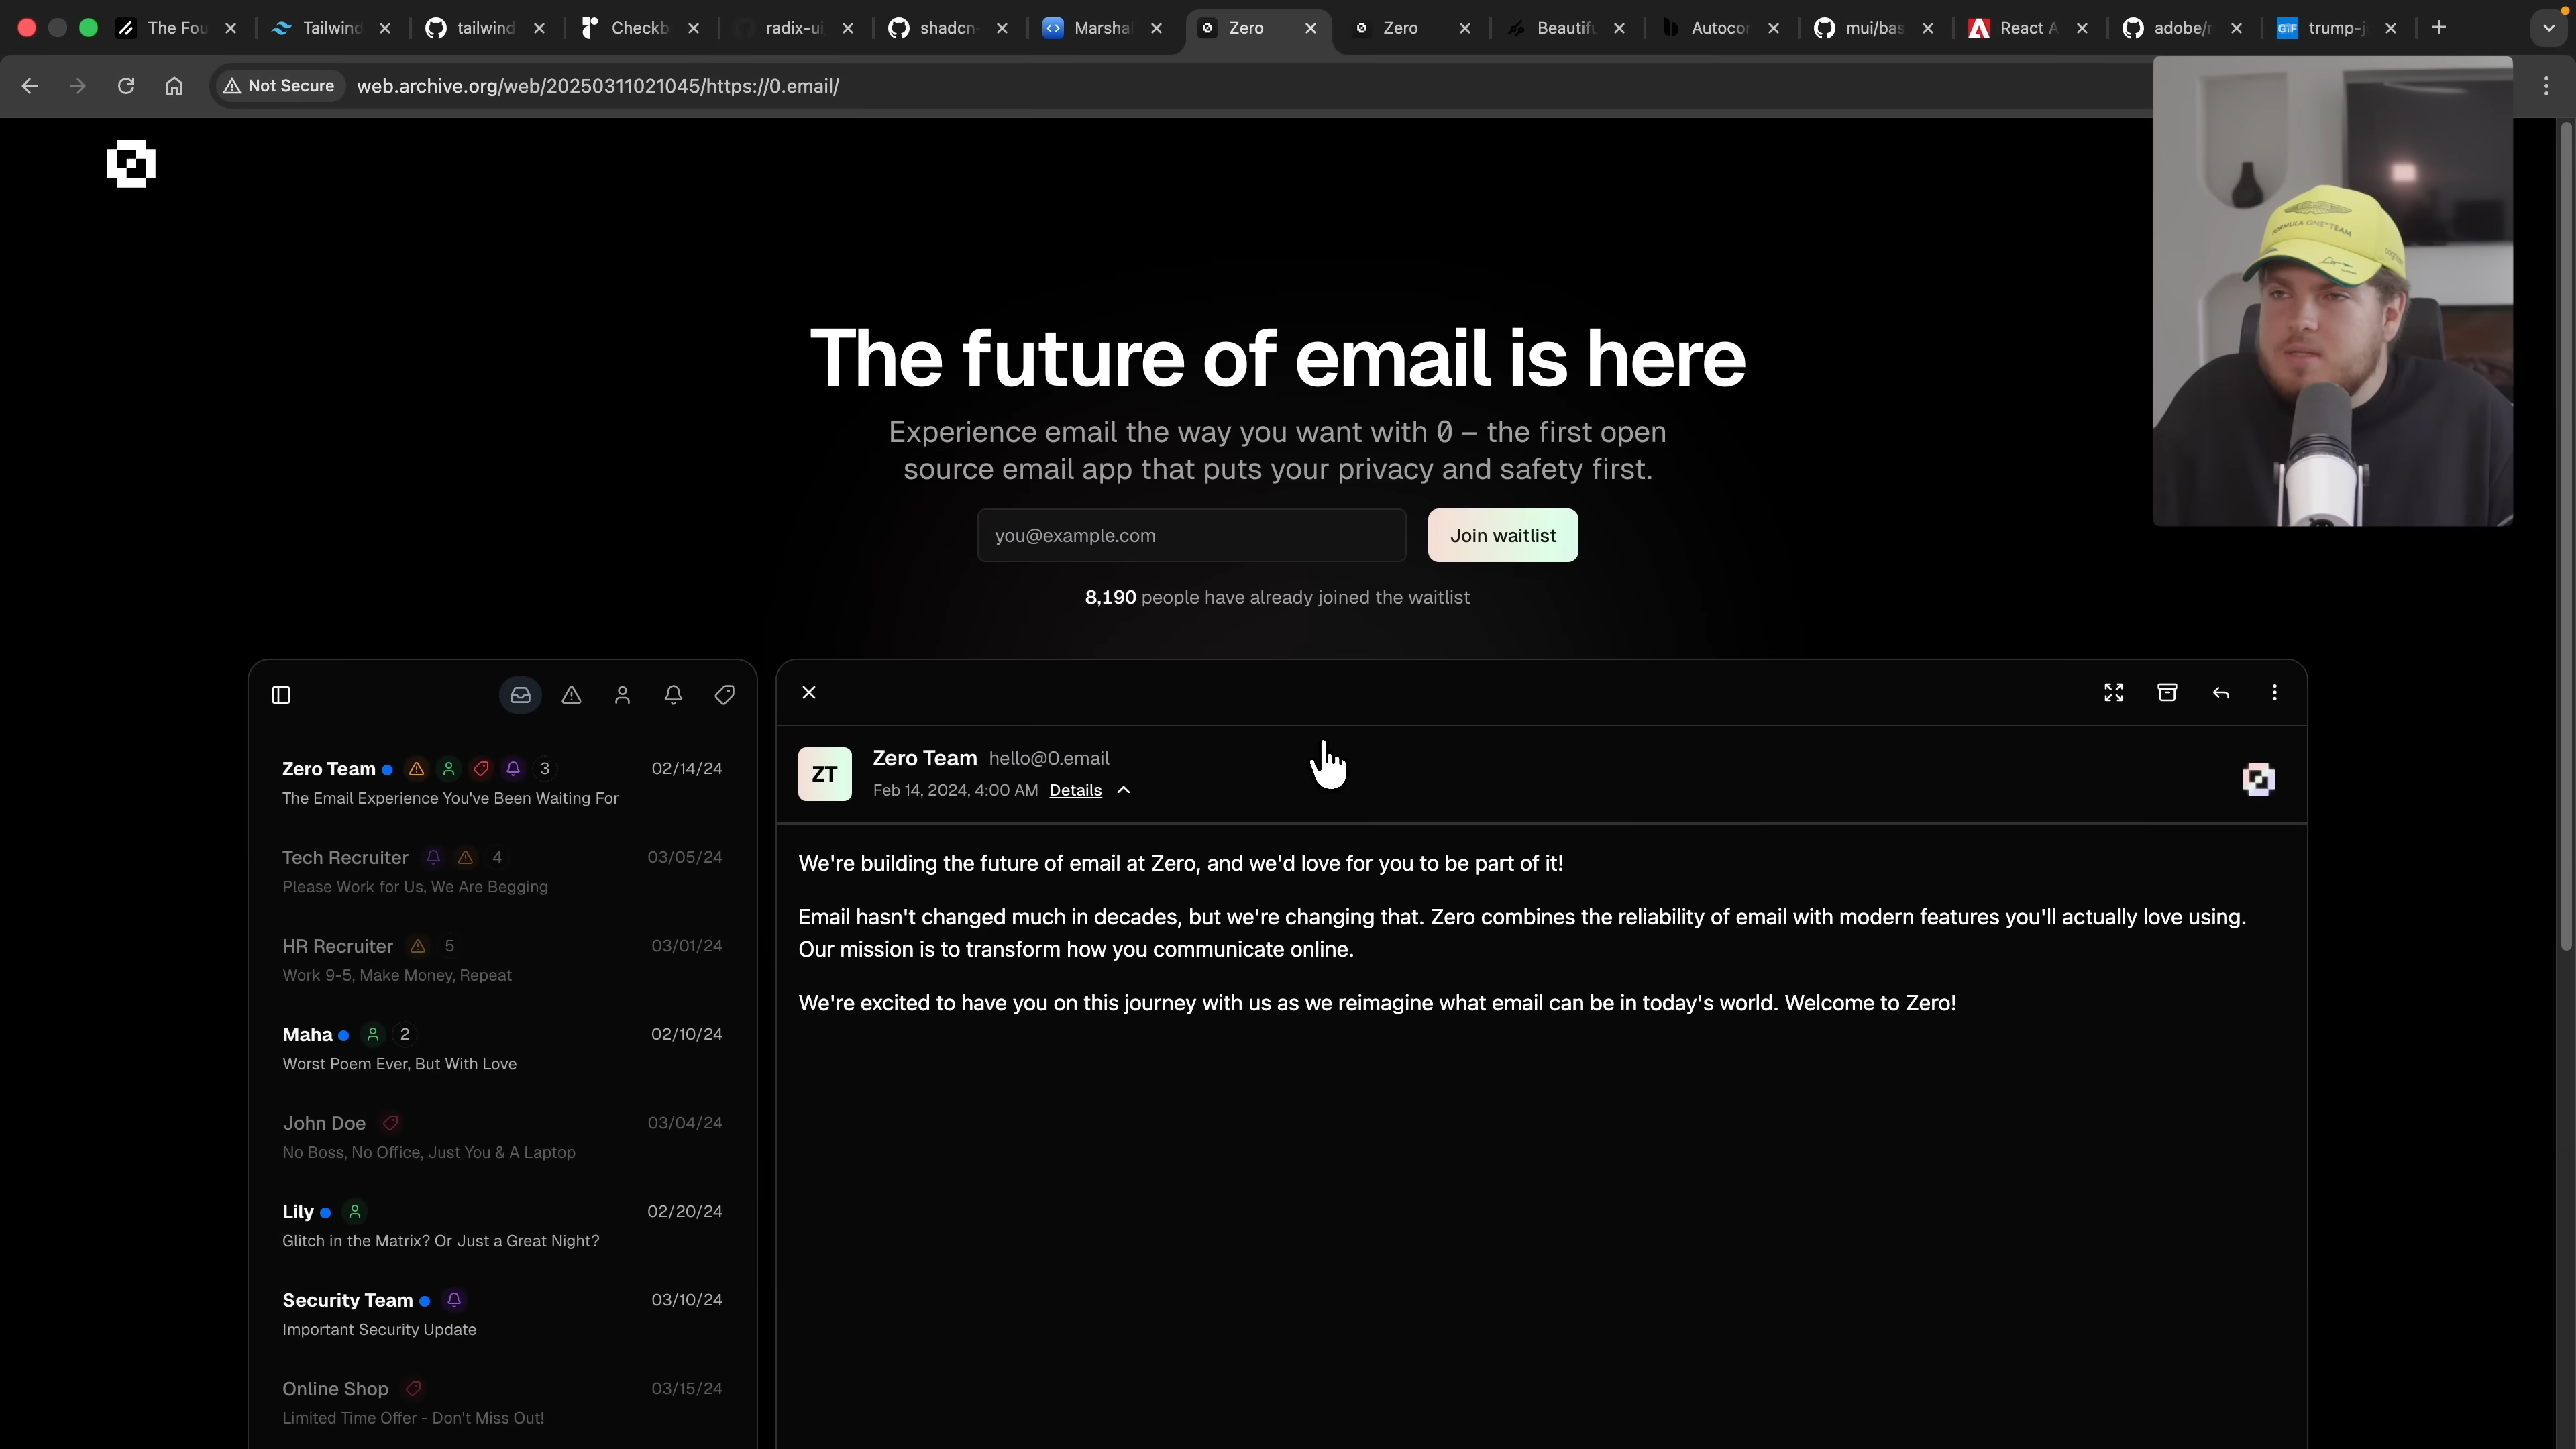 The Fou
Tailwind
tailwind
Checkb
radix-ui
shadcn-
Marshal
Zero
Zero
Beautifu
Autocor
mui/bas
React A
adobe/r
GIF
trump-j
Not Secure
web.archive.org/web/20250311021045/https://0.email/
FORMULA ONE™ TEAM
The future of email is here
Experience email the way you want with 0 – the first open
source email app that puts your privacy and safety first.
you@example.com
Join waitlist
8,190 people have already joined the waitlist
Zero Team 3 02/14/24
The Email Experience You've Been Waiting For
Tech Recruiter 4 03/05/24
Please Work for Us, We Are Begging
HR Recruiter 5 03/01/24
Work 9-5, Make Money, Repeat
Maha 2 02/10/24
Worst Poem Ever, But With Love
John Doe 03/04/24
No Boss, No Office, Just You & A Laptop
Lily 02/20/24
Glitch in the Matrix? Or Just a Great Night?
Security Team 03/10/24
Important Security Update
Online Shop 03/15/24
Limited Time Offer - Don't Miss Out!
ZT
Zero Team hello@0.email
Feb 14, 2024, 4:00 AM Details
We're building the future of email at Zero, and we'd love for you to be part of it!
Email hasn't changed much in decades, but we're changing that. Zero combines the reliability of email with modern features you'll actually love using.
Our mission is to transform how you communicate online.
We're excited to have you on this journey with us as we reimagine what email can be in today's world. Welcome to Zero!